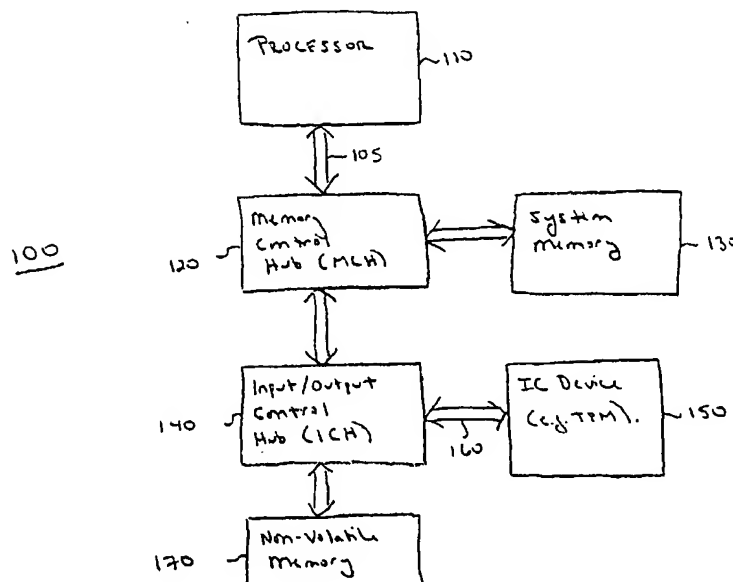 PROCESSOR
110
105
Memory
Control
Hub (MCH)
120
System
Memory
130
100
Input/Output
Control
Hub (ICH)
140
160
IC Device
(e.g. TPM).
150
Non-Volatile
Memory
170